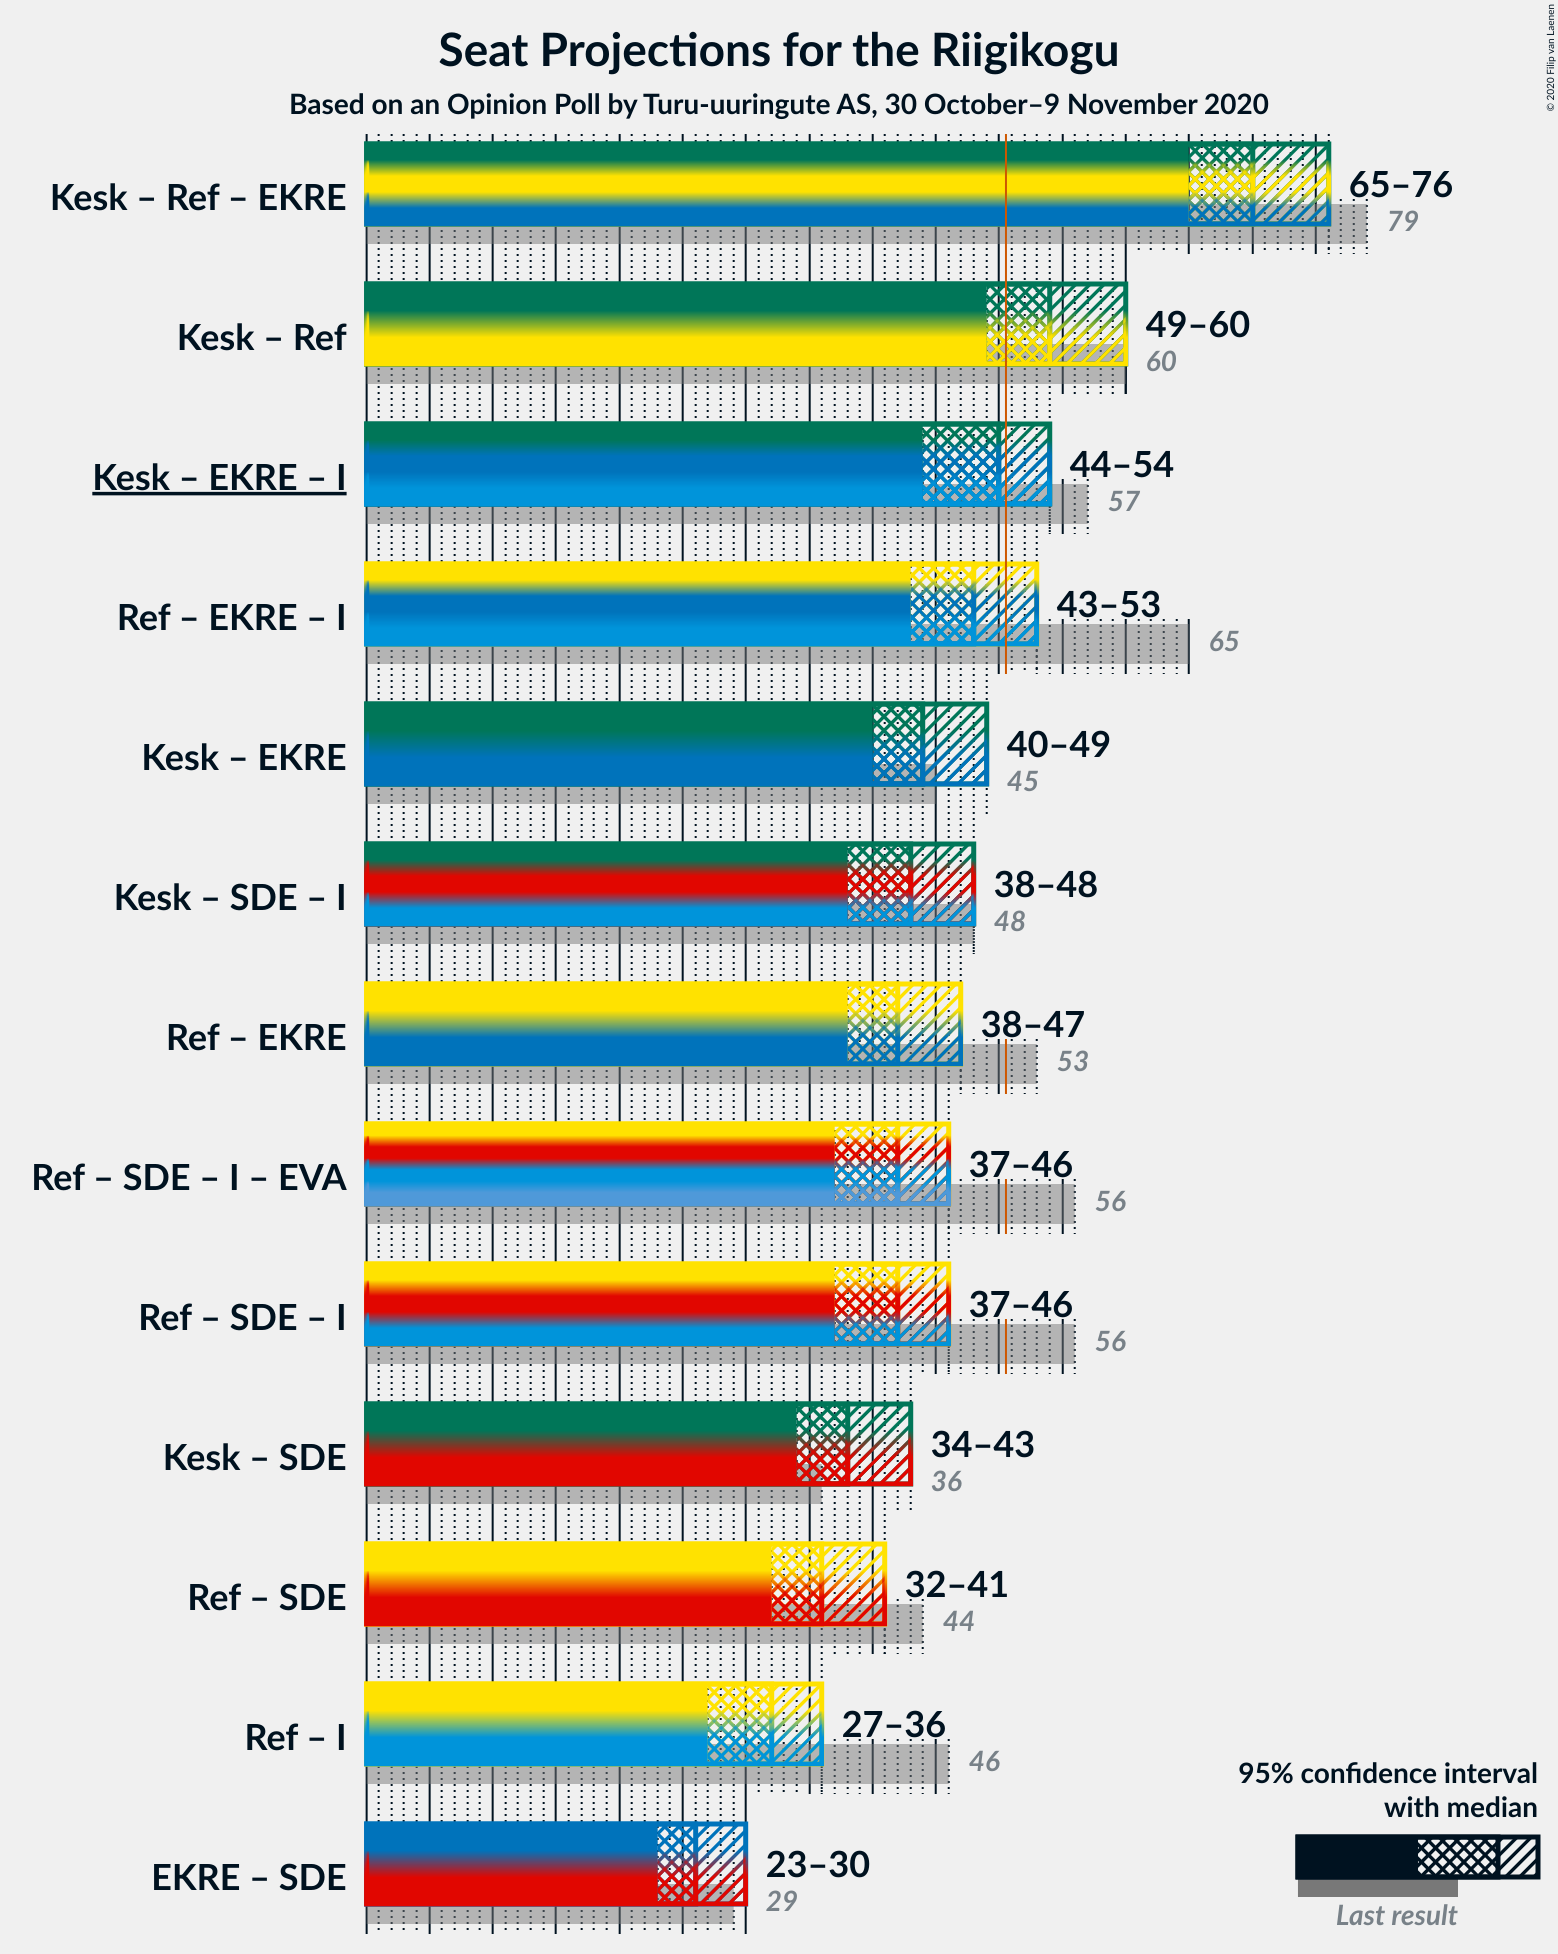 Seat Projections for the Riigikogu
Based on an Opinion Poll by Turu-uuringute AS, 30 October–9 November 2020
© 2020 Filip van Laenen
Kesk – Ref – EKRE
65–76
79
Kesk – Ref
49–60
60
Kesk – EKRE – I
44–54
57
Ref – EKRE – I
43–53
65
Kesk – EKRE
40–49
45
Kesk – SDE – I
38–48
48
Ref – EKRE
38–47
53
Ref – SDE – I – EVA
37–46
56
Ref – SDE – I
37–46
56
Kesk – SDE
34–43
36
Ref – SDE
32–41
44
Ref – I
27–36
46
EKRE – SDE
23–30
29
95% confidence interval
with median
Last result